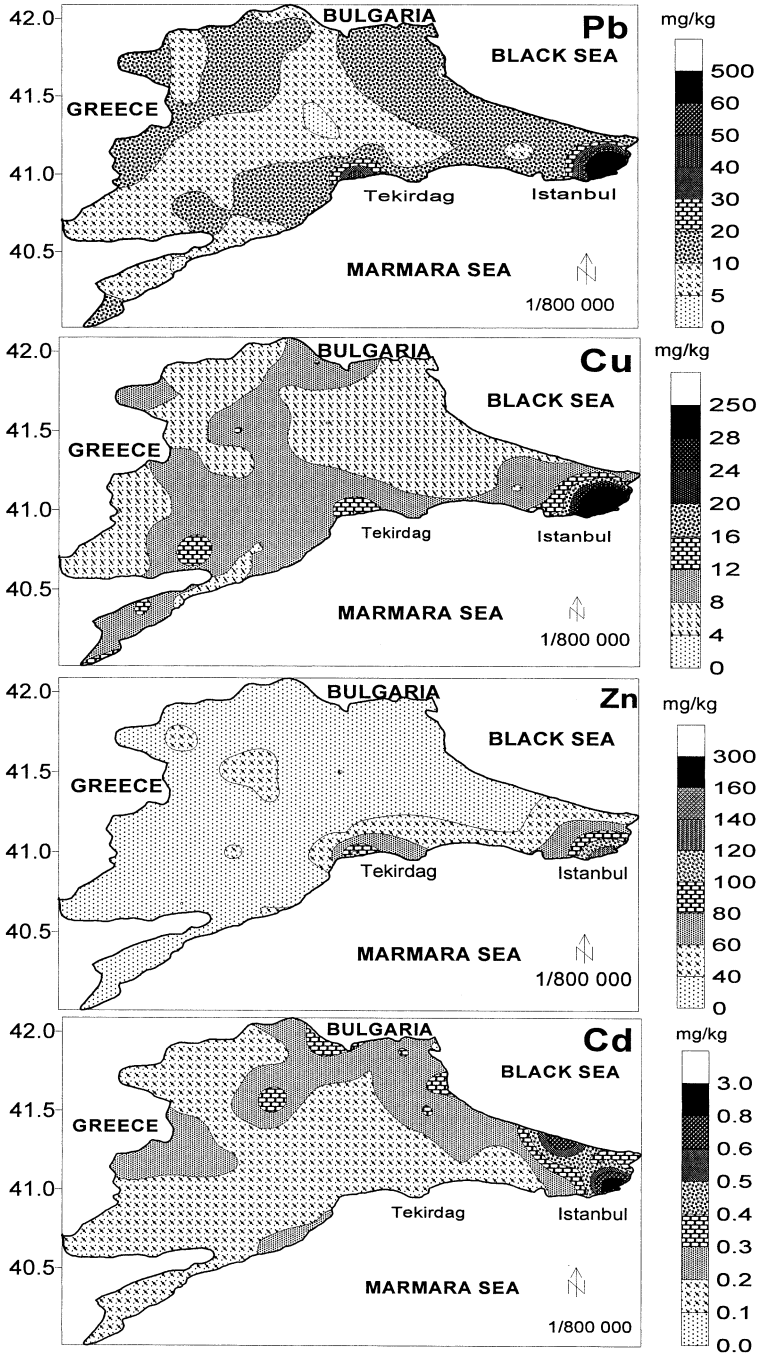 BULGARIA
Pb
mg/kg
42.0
BLACK SEA
500
41.5
60
GREECE
50
40
41.0
30
Tekirdag
Istanbul
20
40.5
10
MARMARA SEA
N
5
1/800 000
0
BULGARIA
Cu
mg/kg
42.0
BLACK SEA
250
41.5
28
GREECE
24
20
41.0
16
Tekirdag
Istanbul
12
40.5
8
MARMARA SEA
N
4
1/800 000
0
BULGARIA
Zn
mg/kg
42.0
BLACK SEA
300
41.5
160
GREECE
140
120
41.0
100
Tekirdag
Istanbul
80
40.5
60
MARMARA SEA
N
40
1/800 000
0
BULGARIA
Cd
mg/kg
42.0
BLACK SEA
3.0
41.5
0.8
GREECE
0.6
0.5
41.0
0.4
Tekirdag
Istanbul
0.3
40.5
0.2
MARMARA SEA
N
0.1
1/800 000
0.0